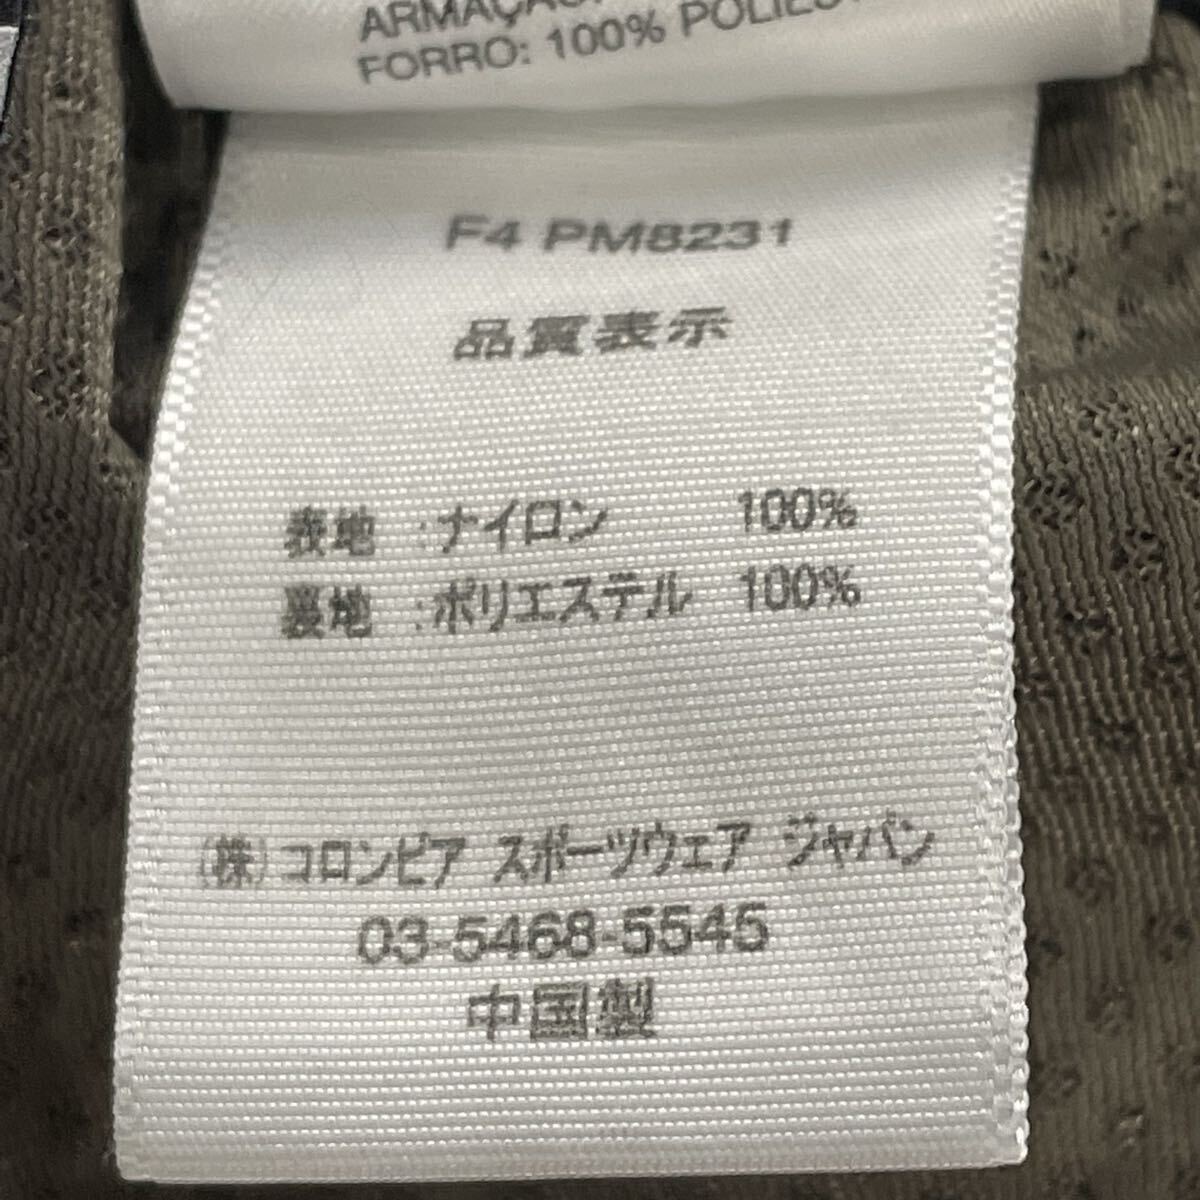 FORRO: 100%
F4 PM8231
品質表示
表地 : ナイロン 100%
裏地 : ポリエステル 100%
(株) コロンビア スポーツウェア ジャパン
03-5468-5545
中国製